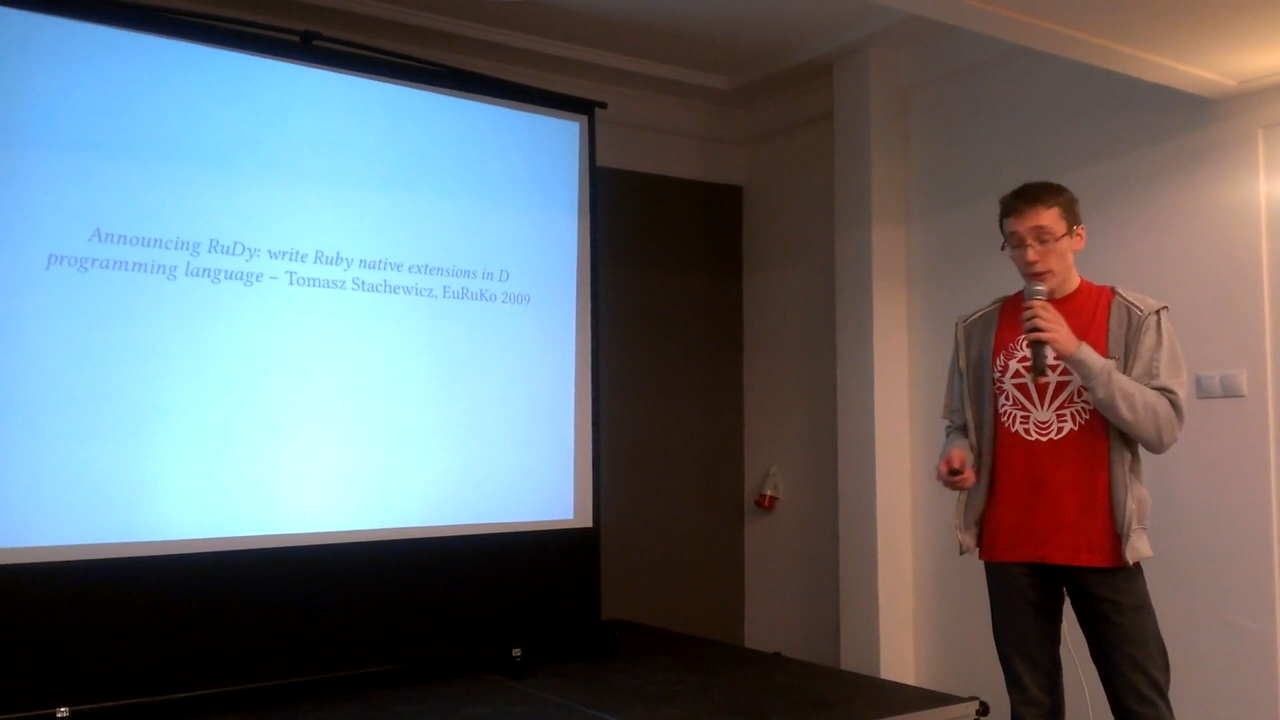 Announcing RuDy: write Ruby native extensions in D
programming language – Tomasz Stachewicz, EuRuKo 2009